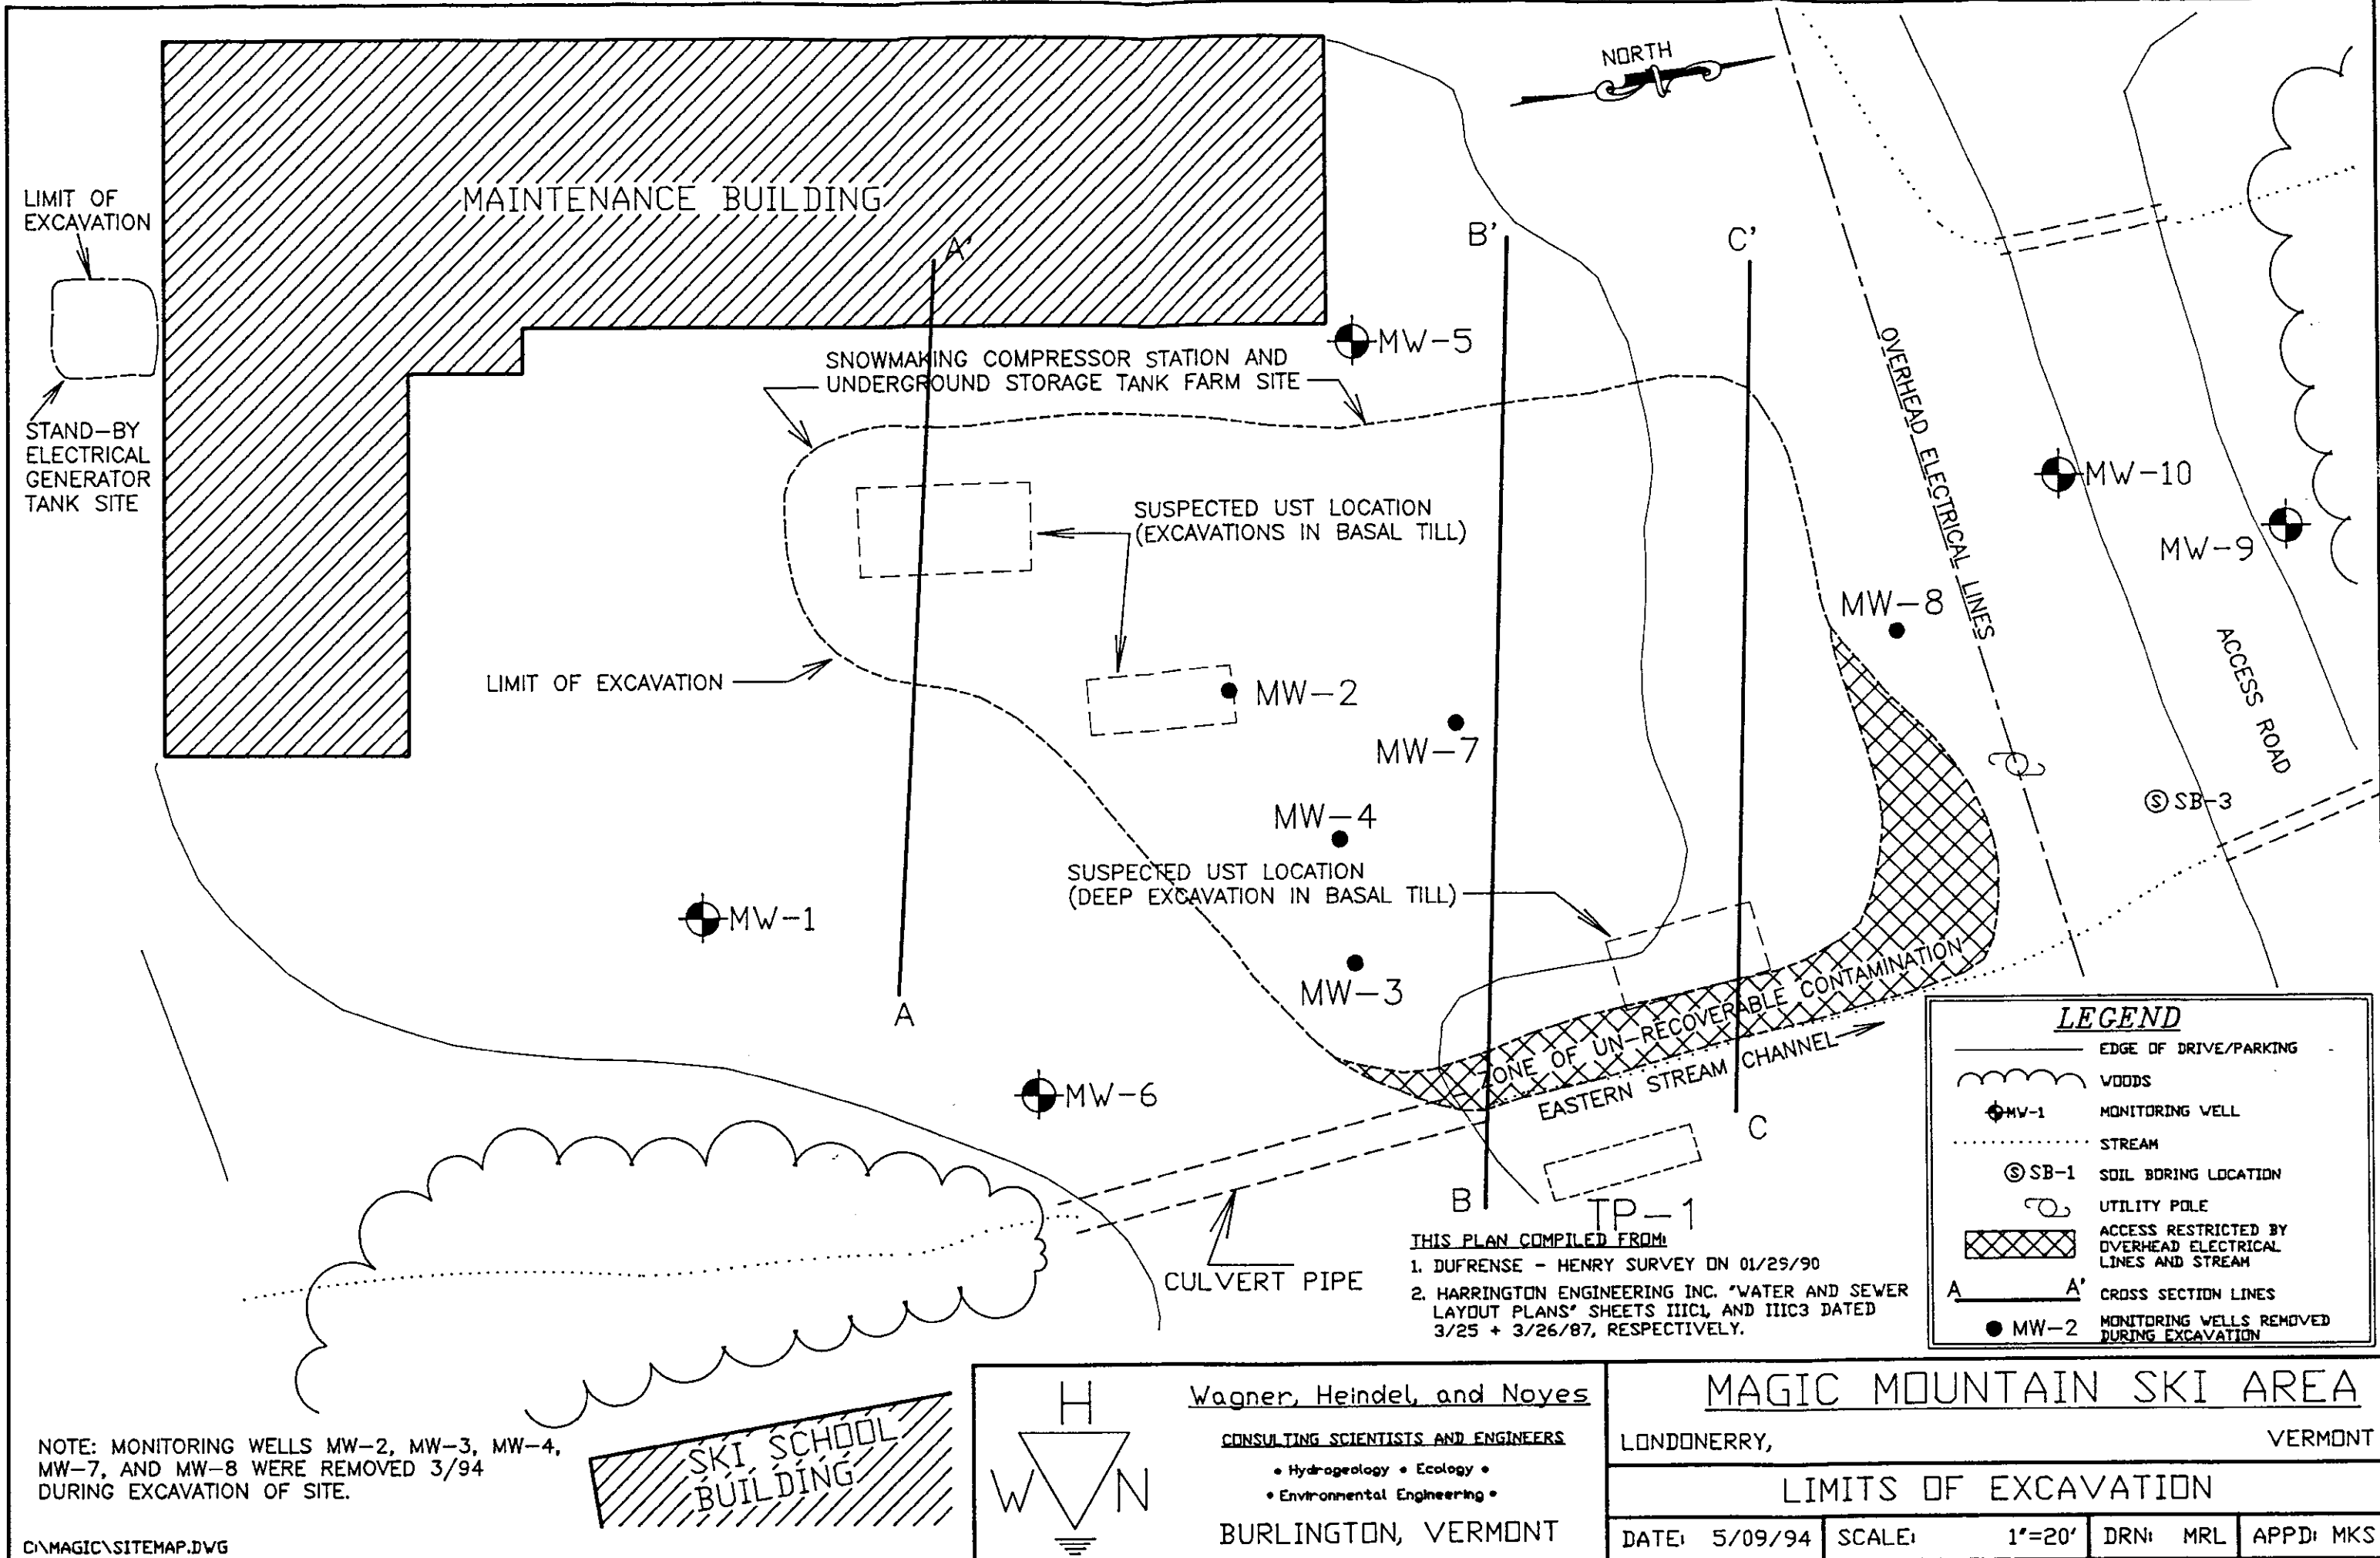 NORTH
LIMIT OF
EXCAVATION
MAINTENANCE BUILDING
A'
B'
C'
MW-5
SNOWMAKING COMPRESSOR STATION AND
UNDERGROUND STORAGE TANK FARM SITE
OVERHEAD ELECTRICAL LINES
STAND-BY
ELECTRICAL
GENERATOR
TANK SITE
MW-10
SUSPECTED UST LOCATION
(EXCAVATIONS IN BASAL TILL)
MW-9
MW-8
ACCESS ROAD
LIMIT OF EXCAVATION
MW-2
MW-7
SB-3
MW-4
SUSPECTED UST LOCATION
(DEEP EXCAVATION IN BASAL TILL)
MW-1
MW-3
A
ZONE OF UN-RECOVERABLE CONTAMINATION
EASTERN STREAM CHANNEL
MW-6
C
B
TP-1
CULVERT PIPE
THIS PLAN COMPILED FROM:
1. DUFRENSE - HENRY SURVEY ON 01/29/90
2. HARRINGTON ENGINEERING INC. "WATER AND SEWER
LAYOUT PLANS" SHEETS IIIC1, AND IIIC3 DATED
3/25 + 3/26/87, RESPECTIVELY.
LEGEND
EDGE OF DRIVE/PARKING
WOODS
MW-1 MONITORING WELL
STREAM
S SB-1 SOIL BORING LOCATION
UTILITY POLE
ACCESS RESTRICTED BY
OVERHEAD ELECTRICAL
LINES AND STREAM
A A' CROSS SECTION LINES
MW-2 MONITORING WELLS REMOVED
DURING EXCAVATION
NOTE: MONITORING WELLS MW-2, MW-3, MW-4,
MW-7, AND MW-8 WERE REMOVED 3/94
DURING EXCAVATION OF SITE.
C:\MAGIC\SITEMAP.DWG
SKI SCHOOL
BUILDING
H
W N
Wagner, Heindel, and Noyes
CONSULTING SCIENTISTS AND ENGINEERS
• Hydrogeology • Ecology •
• Environmental Engineering •
BURLINGTON, VERMONT
MAGIC MOUNTAIN SKI AREA
LONDONERRY, VERMONT
LIMITS OF EXCAVATION
DATE: 5/09/94 SCALE: 1"=20' DRN: MRL APPD: MKS